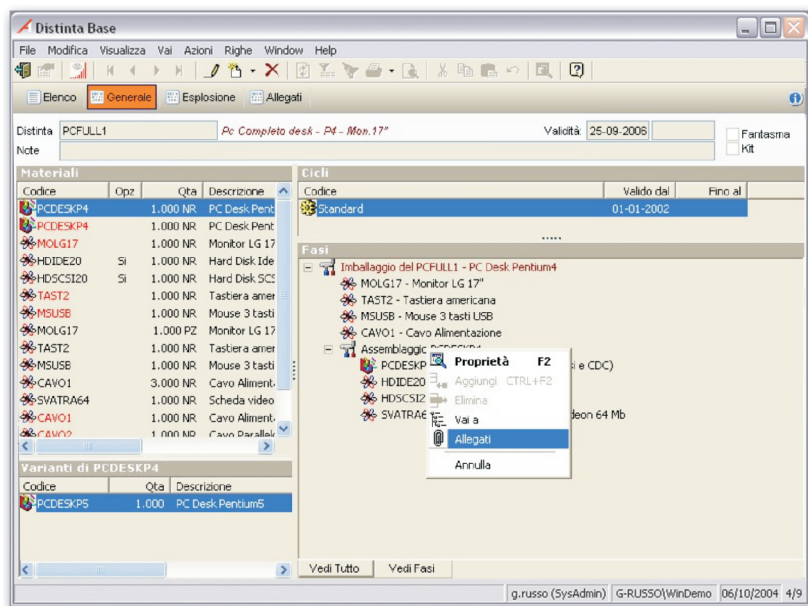 Distinta Base
File Modifica Visualizza Vai Azioni Righe Window Help
Elenco Generale Esplosione Allegati
Distinta PCFULL1 Pc Completo desk - P4 - Mon.17" Validità 25-09-2006 Fantasma
Note Kit
Materiali
Codice Opz Qta Descrizione
PCDESKP4 1.000 NR PC Desk Pent
PCDESKP4 1.000 NR PC Desk Pent
MOLG17 1.000 NR Monitor LG 17
HDIDE20 Si 1.000 NR Hard Disk Ide
HDSCSI20 Si 1.000 NR Hard Disk SCS
TAST2 1.000 NR Tastiera amer
MSUSB 1.000 NR Mouse 3 tasti
MOLG17 1.000 PZ Monitor LG 17
TAST2 1.000 NR Tastiera amer
MSUSB 1.000 NR Mouse 3 tasti
CAVO1 3.000 NR Cavo Aliment.
SVATRA64 1.000 NR Scheda video
CAVO1 1.000 NR Cavo Aliment.
CAVO2 1.000 NR Cavo Parallel
Varianti di PCDESKP4
Codice Qta Descrizione
PCDESKP5 1.000 PC Desk Pentium5
Cicli
Codice Valido dal Fino al
Standard 01-01-2002
Fasi
Imballaggio del PCFULL1 - PC Desk Pentium4
MOLG17 - Monitor LG 17"
TAST2 - Tastiera americana
MSUSB - Mouse 3 tasti USB
CAVO1 - Cavo Alimentazione
Assemblaggio PCDESKP4
PCDESKP i e CDC)
HDIDE20
HDSCSI2
SVATRA6 deon 64 Mb
Proprietà F2
Aggiungi CTRL+F2
Elimina
Vai a
Allegati
Annulla
Vedi Tutto Vedi Fasi
g.russo (SysAdmin) G-RUSSO\WinDemo 06/10/2004 4/9